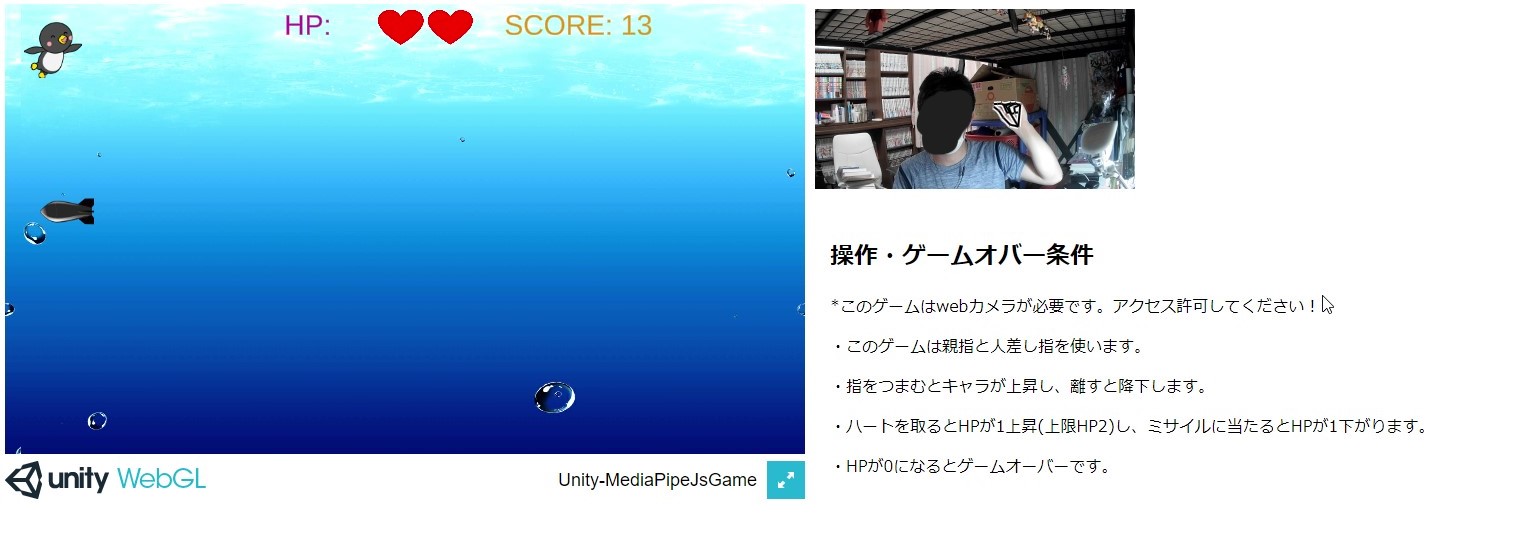 HP: SCORE: 13
unity WebGL
Unity-MediaPipeJsGame
操作・ゲームオバー条件
*このゲームはwebカメラが必要です。アクセス許可してください！
・このゲームは親指と人差し指を使います。
・指をつまむとキャラが上昇し、離すと降下します。
・ハートを取るとHPが1上昇(上限HP2)し、ミサイルに当たるとHPが1下がります。
・HPが0になるとゲームオーバーです。